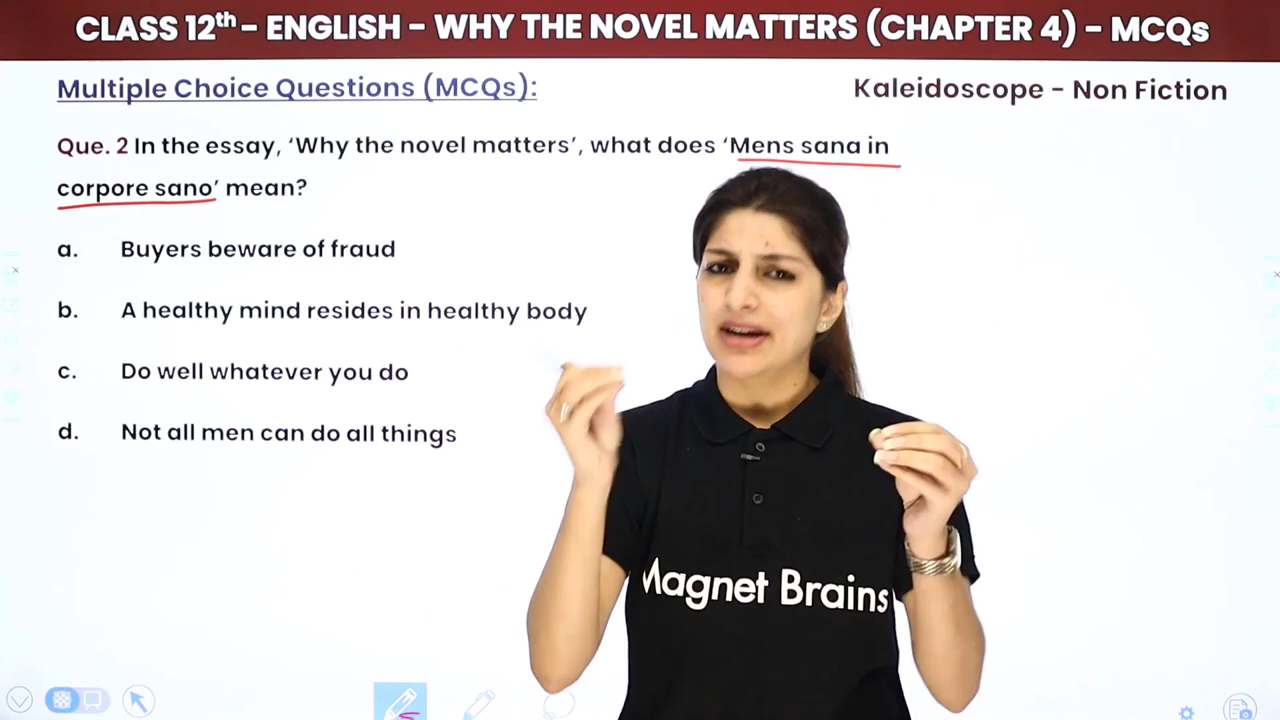 CLASS 12th - ENGLISH - WHY THE NOVEL MATTERS (CHAPTER 4) - MCQs
Multiple Choice Questions (MCQs):
Kaleidoscope - Non Fiction
Que. 2 In the essay, ‘Why the novel matters’, what does ‘Mens sana in
corpore sano’ mean?
a. Buyers beware of fraud
b. A healthy mind resides in healthy body
c. Do well whatever you do
d. Not all men can do all things
Magnet Brains